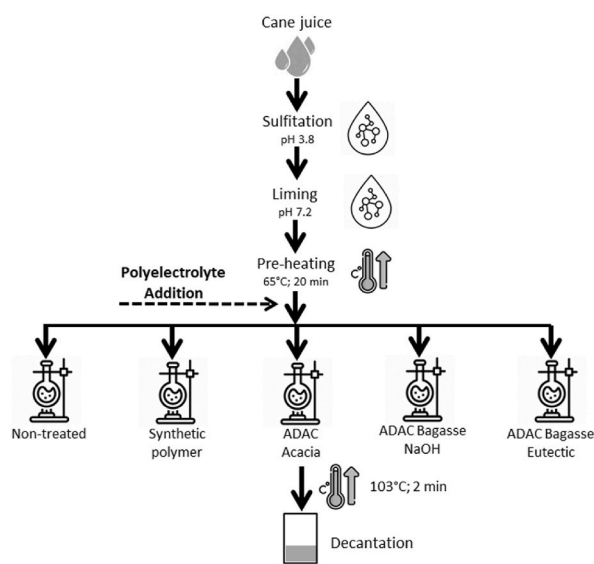 Cane juice
Sulfitation
pH 3.8
Liming
pH 7.2
Pre-heating
65°C; 20 min
C°
Polyelectrolyte
Addition
Non-treated
Synthetic
polymer
ADAC
Acacia
ADAC Bagasse
NaOH
ADAC Bagasse
Eutectic
C°
103°C; 2 min
Decantation